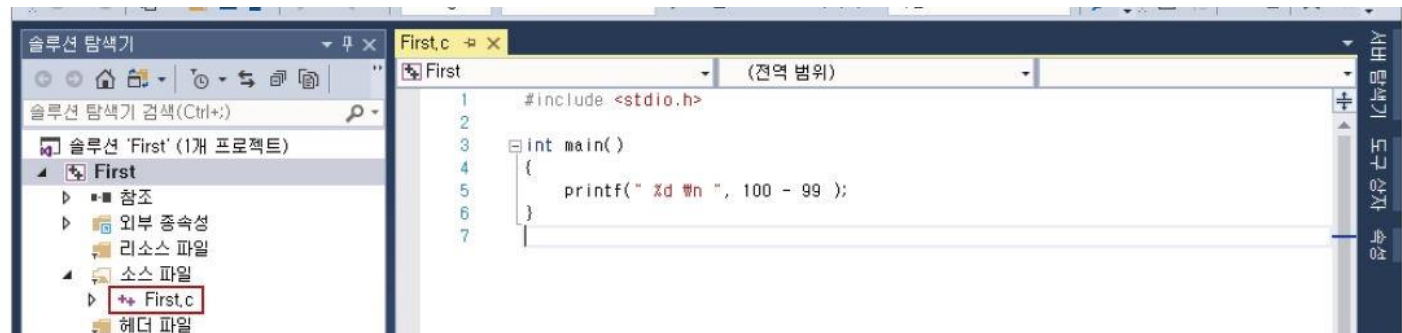 솔루션 탐색기
솔루션 탐색기 검색(Ctrl+;)
솔루션 'First' (1개 프로젝트)
First
참조
외부 종속성
리소스 파일
소스 파일
First.c
헤더 파일
First.c
First
(전역 범위)
1 #include <stdio.h>
2
3 int main()
4 {
5 printf(" %d ₩n ", 100 - 99 );
6 }
7
서버 탐색기
도구 상자
속성